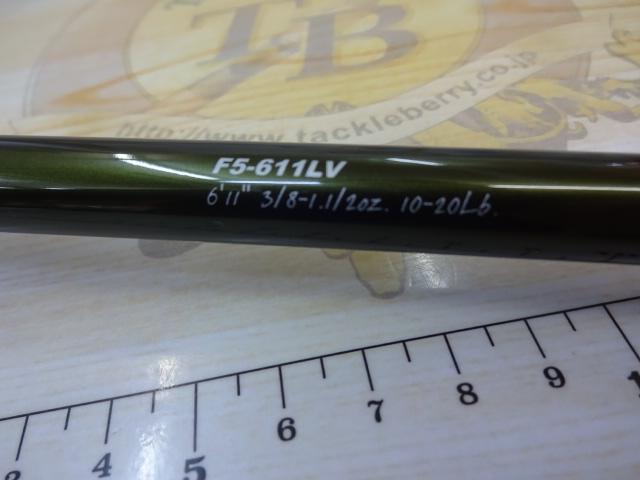 TB
http://www.tackleberry.co.jp
F5-611LV
6'11" 3/8-1.1/2oz. 10-20Lb.
3 4 5 6 7 8 9